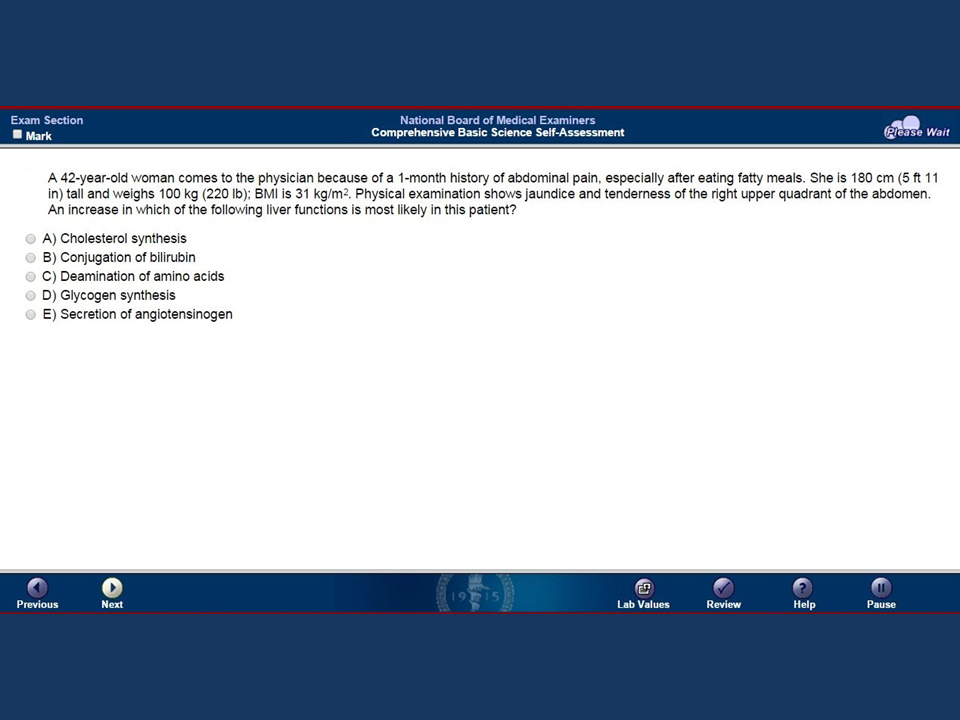 Exam Section
National Board of Medical Examiners
Mark
Comprehensive Basic Science Self-Assessment
Please Wait
A 42-year-old woman comes to the physician because of a 1-month history of abdominal pain, especially after eating fatty meals. She is 180 cm (5 ft 11
in) tall and weighs 100 kg (220 lb); BMI is 31 kg/m². Physical examination shows jaundice and tenderness of the right upper quadrant of the abdomen.
An increase in which of the following liver functions is most likely in this patient?
A) Cholesterol synthesis
B) Conjugation of bilirubin
C) Deamination of amino acids
D) Glycogen synthesis
E) Secretion of angiotensinogen
1915
Previous
Next
Lab Values
Review
Help
Pause